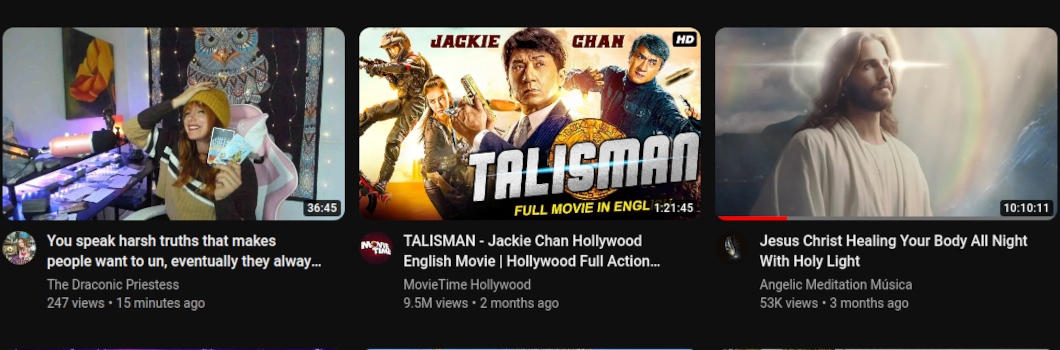 JACKIE CHAN
HD
TALISMAN
FULL MOVIE IN ENGL
36:45
1:21:45
10:10:11
You speak harsh truths that makes
people want to un, eventually they alway…
The Draconic Priestess
247 views • 15 minutes ago
MOVIE
TIME
TALISMAN - Jackie Chan Hollywood
English Movie | Hollywood Full Action…
MovieTime Hollywood
9.5M views • 2 months ago
Jesus Christ Healing Your Body All Night
With Holy Light
Angelic Meditation Música
53K views • 3 months ago